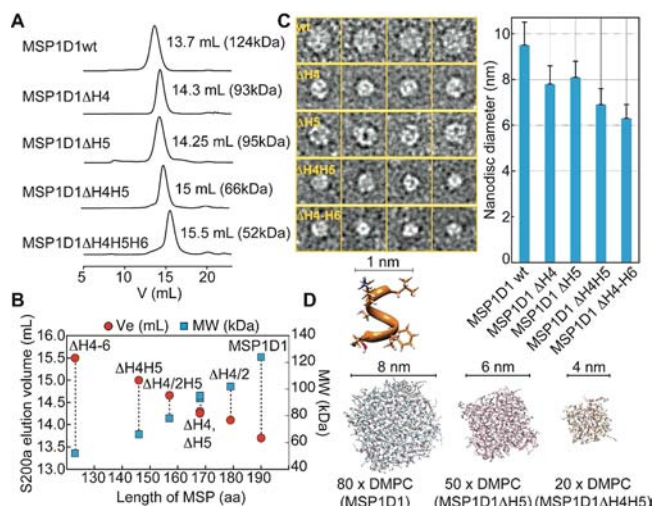 A
MSP1D1wt
13.7 mL (124kDa)
MSP1D1ΔH4
14.3 mL (93kDa)
MSP1D1ΔH5
14.25 mL (95kDa)
MSP1D1ΔH4H5
15 mL (66kDa)
MSP1D1ΔH4H5H6
15.5 mL (52kDa)
5 10 15 20
V (mL)
C
wt
ΔH4
ΔH5
ΔH4H5
ΔH4-H6
Nanodisc diameter (nm)
10
8
6
4
2
0
MSP1D1 wt
MSP1D1 ΔH4
MSP1D1 ΔH5
MSP1D1 ΔH4H5
MSP1D1 ΔH4-H6
B
Ve (mL) MW (kDa)
S200a elution volume (mL)
16.0
15.5
15.0
14.5
14.0
13.5
13.0
ΔH4-6
ΔH4H5
ΔH4/2H5
ΔH4,
ΔH5
ΔH4/2
MSP1D1
140
120
100
80
60
40
MW (kDa)
130 150 170 190
Length of MSP (aa)
1 nm
D
8 nm 6 nm 4 nm
80 x DMPC
(MSP1D1)
50 x DMPC
(MSP1D1ΔH5)
20 x DMPC
(MSP1D1ΔH4H5)